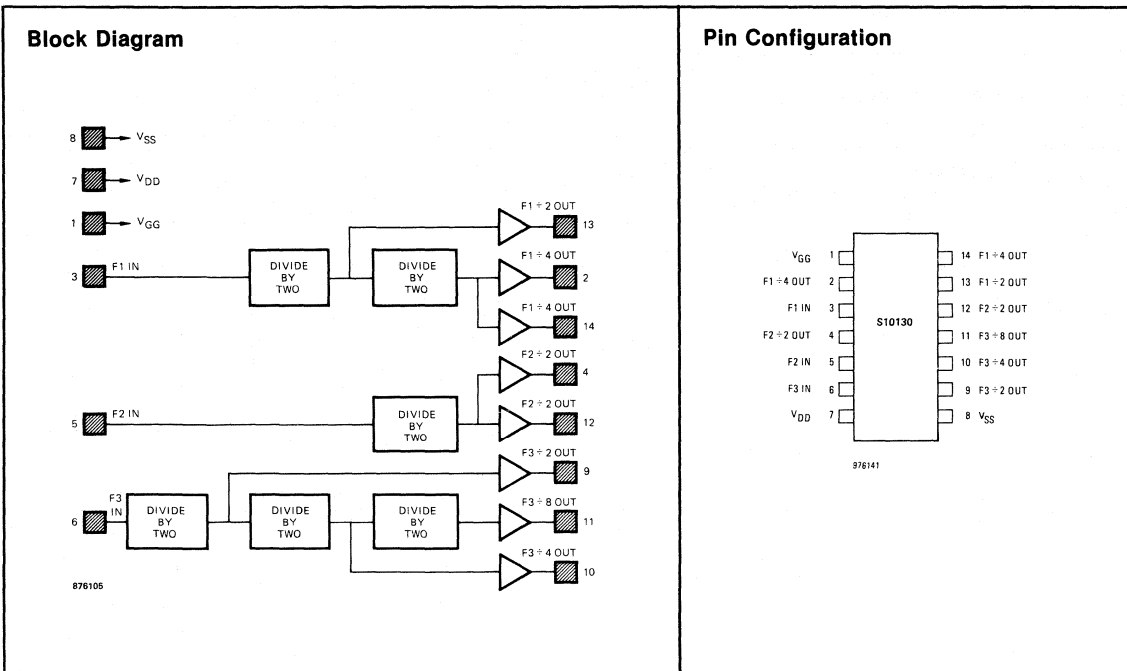 Block Diagram
8 VSS
7 VDD
1 VGG
F1 ÷ 2 OUT
13
3 F1 IN
DIVIDE
BY
TWO
DIVIDE
BY
TWO
F1 ÷ 4 OUT
2
F1 ÷ 4 OUT
14
F2 ÷ 2 OUT
4
5 F2 IN
DIVIDE
BY
TWO
F2 ÷ 2 OUT
12
F3 ÷ 2 OUT
9
6 F3
IN
DIVIDE
BY
TWO
DIVIDE
BY
TWO
DIVIDE
BY
TWO
F3 ÷ 8 OUT
11
F3 ÷ 4 OUT
10
876105
Pin Configuration
VGG 1
F1 ÷4 OUT 2
F1 IN 3
F2 ÷2 OUT 4
F2 IN 5
F3 IN 6
VDD 7
S10130
14 F1 ÷4 OUT
13 F1 ÷2 OUT
12 F2 ÷2 OUT
11 F3 ÷8 OUT
10 F3 ÷4 OUT
9 F3 ÷2 OUT
8 VSS
976141